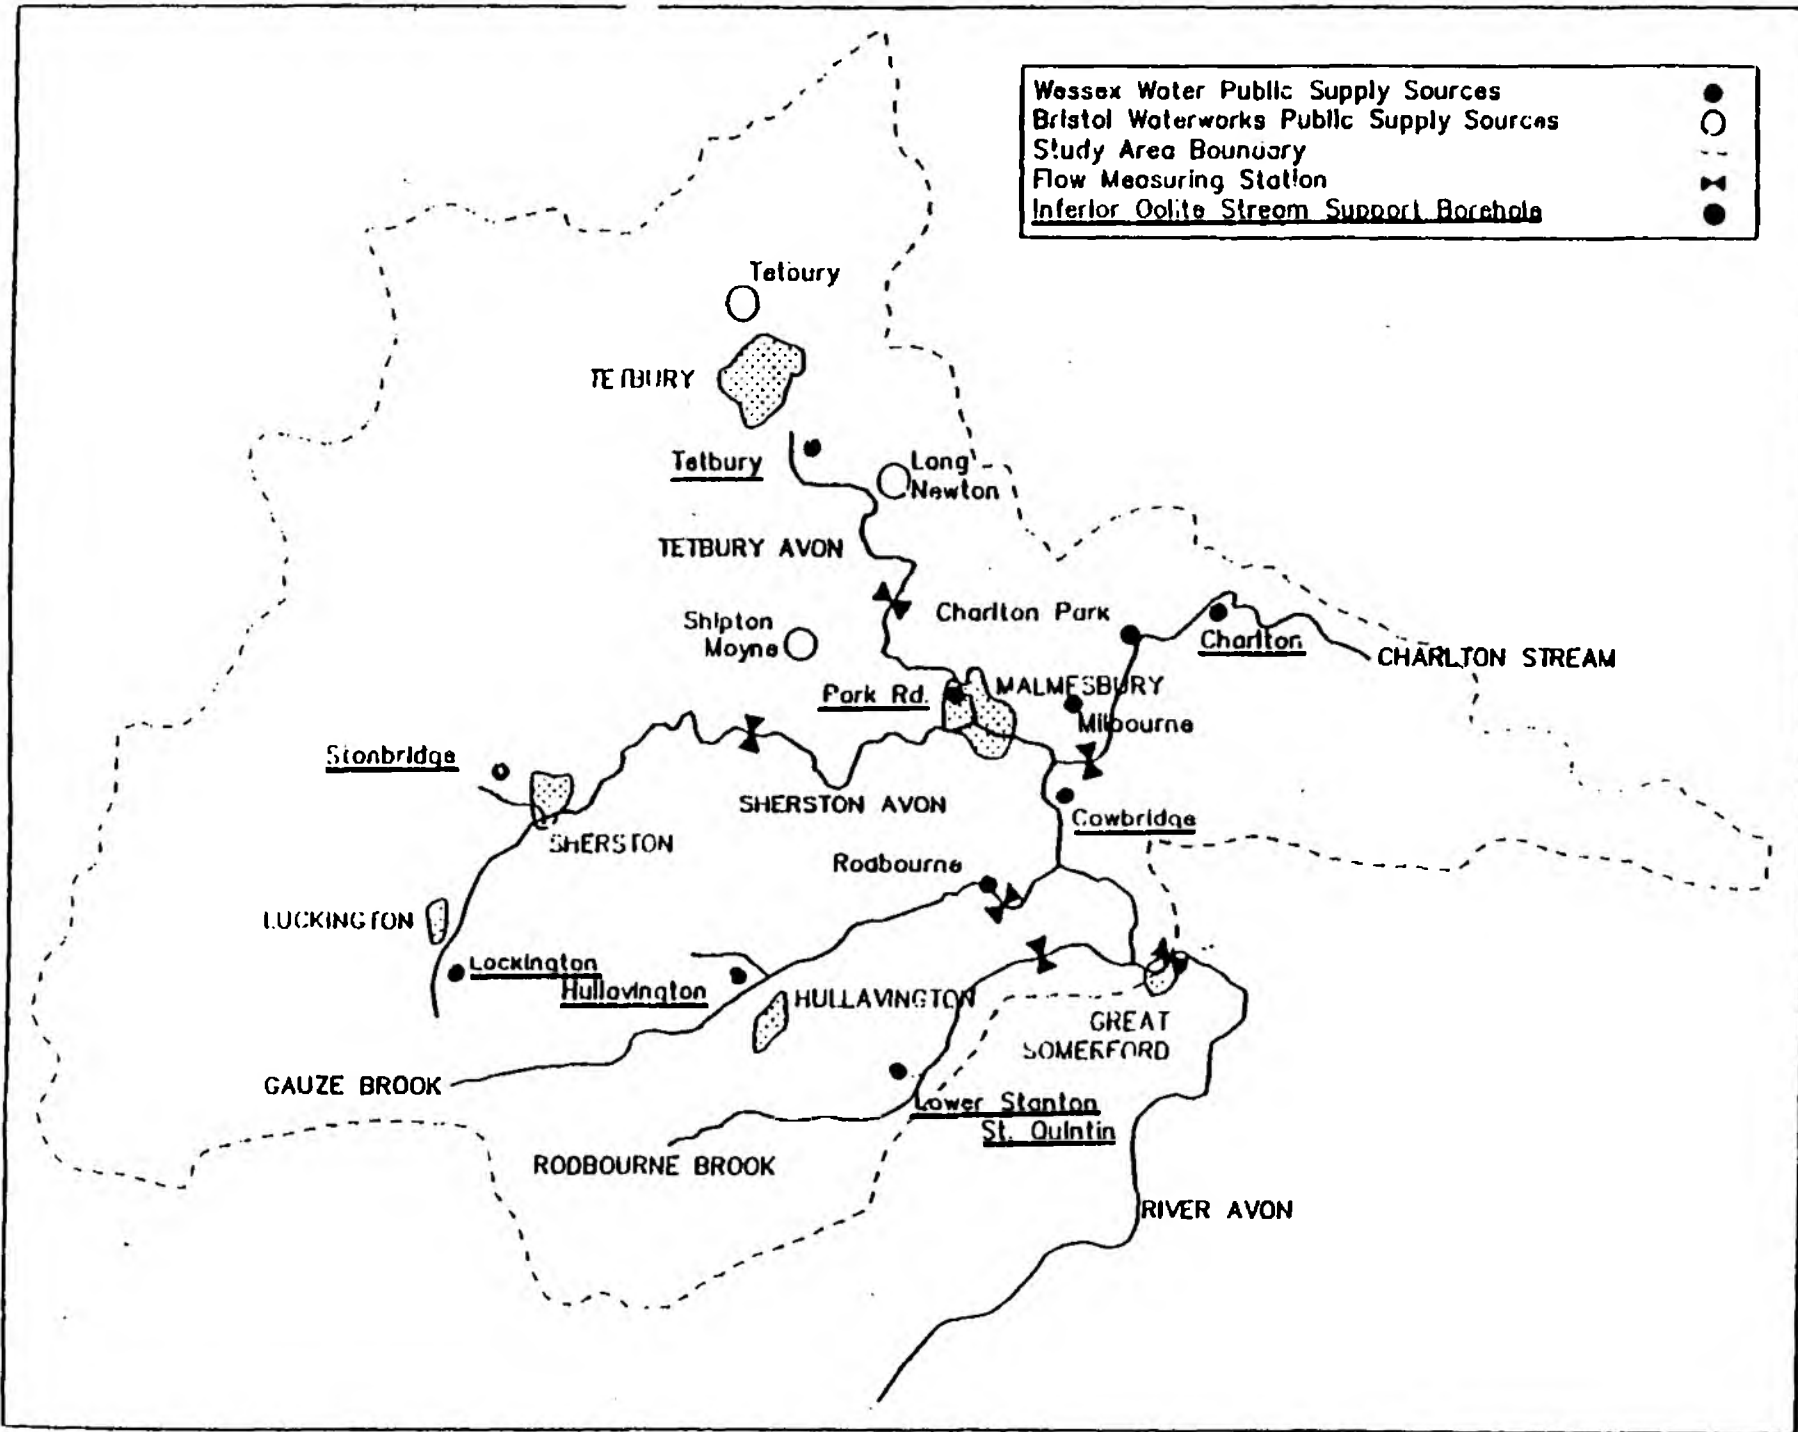 Wessex Water Public Supply Sources
Bristol Waterworks Public Supply Sources
Study Area Boundary
Flow Measuring Station
Inferior Oolite Stream Support Borehole
Tetbury
TETBURY
Tetbury
Long
Newton
TETBURY AVON
Charlton Park
Shipton
Moyne
Charlton
CHARLTON STREAM
Park Rd.
MALMESBURY
Milbourne
Stanbridge
SHERSTON AVON
Cowbridge
SHERSTON
Rodbourne
LUCKINGTON
Lockington
Hullavington
HULLAVINGTON
GREAT
SOMERFORD
GAUZE BROOK
Lower Stanton
St. Quintin
RODBOURNE BROOK
RIVER AVON